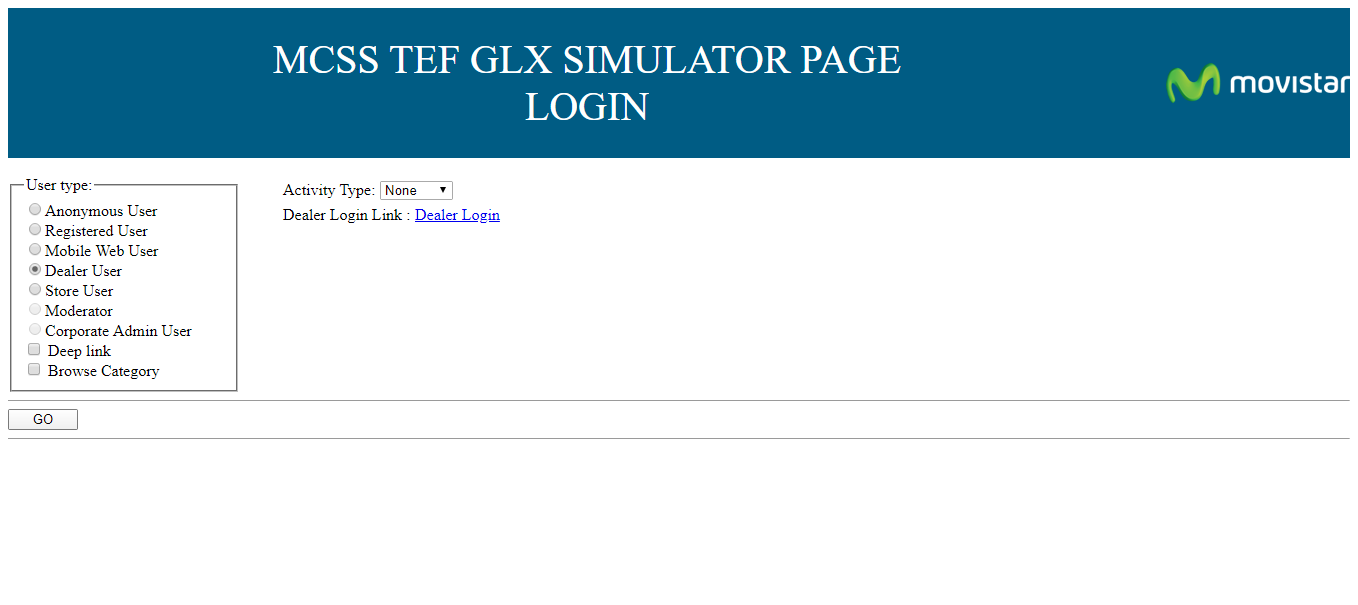 MCSS TEF GLX SIMULATOR PAGE
LOGIN
movistar
User type:
Anonymous User
Registered User
Mobile Web User
Dealer User
Store User
Moderator
Corporate Admin User
Deep link
Browse Category
Activity Type: None
Dealer Login Link : Dealer Login
GO